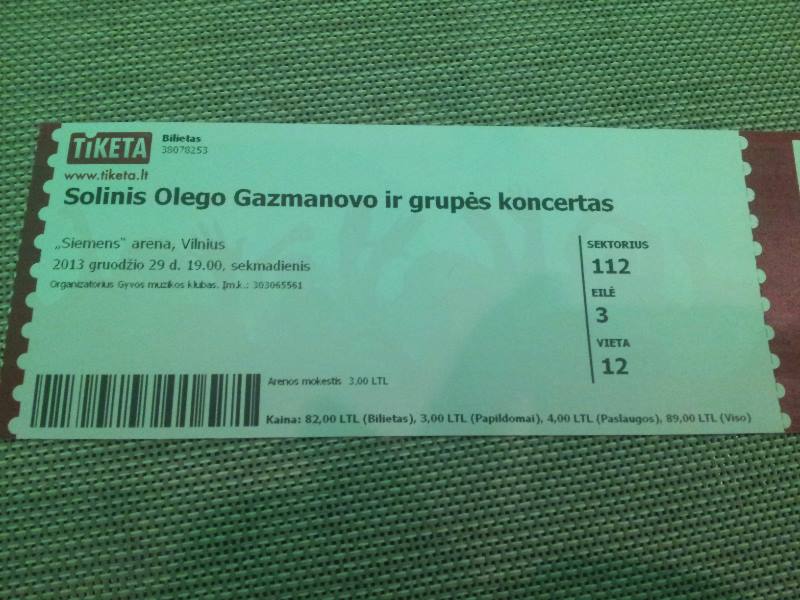 TiKETA
Bilietas
38078253
www.tiketa.lt
Solinis Olego Gazmanovo ir grupės koncertas
„Siemens“ arena, Vilnius
2013 gruodžio 29 d. 19.00, sekmadienis
Organizatorius Gyvos muzikos klubas. Įm.k.: 303065561
SEKTORIUS
112
EILĖ
3
VIETA
12
Arenos mokestis 3,00 LTL
Kaina: 82,00 LTL (Bilietas), 3,00 LTL (Papildomai), 4,00 LTL (Paslaugos), 89,00 LTL (Viso)